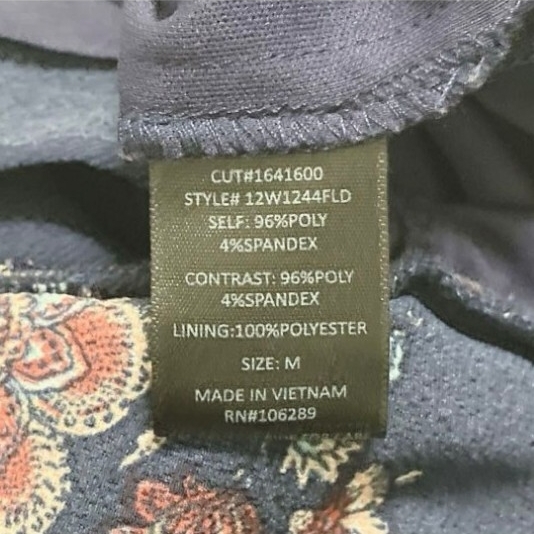 CUT#1641600
STYLE# 12W1244FLD
SELF: 96%POLY
4%SPANDEX
CONTRAST: 96%POLY
4%SPANDEX
LINING:100%POLYESTER
SIZE: M
MADE IN VIETNAM
RN#106289